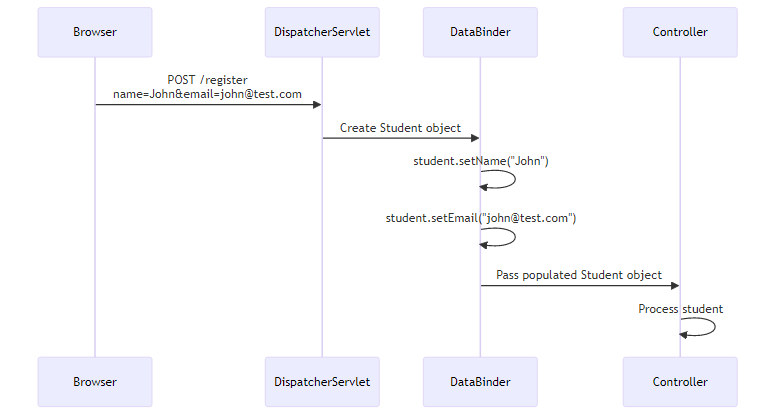 Browser
DispatcherServlet
DataBinder
Controller
POST /register
name=John&email=john@test.com
Create Student object
student.setName("John")
student.setEmail("john@test.com")
Pass populated Student object
Process student
Browser
DispatcherServlet
DataBinder
Controller